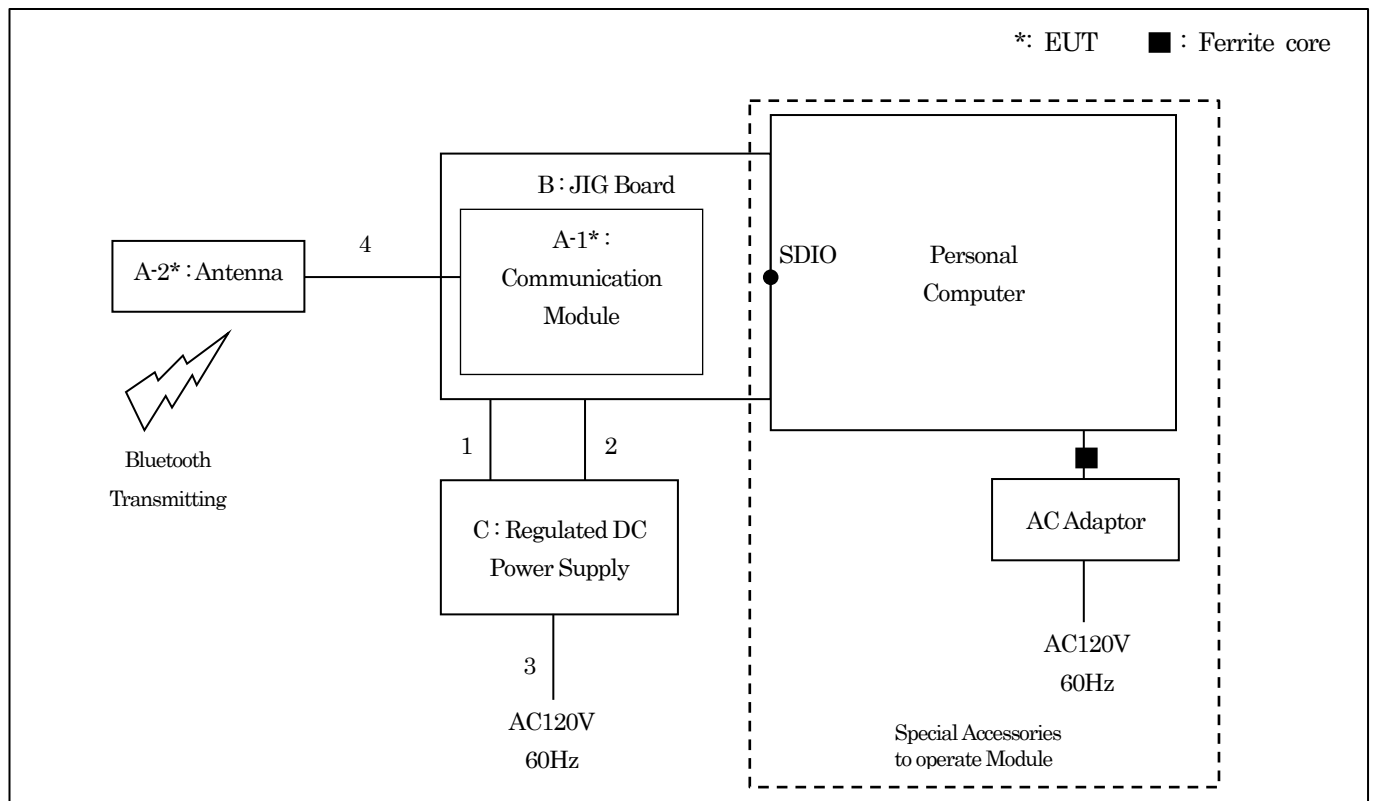 *: EUT ■ : Ferrite core
B : JIG Board
A-1* :
Communication
Module
A-2* : Antenna
4
SDIO
Personal
Computer
1
2
Bluetooth
Transmitting
C : Regulated DC
Power Supply
AC Adaptor
3
AC120V
60Hz
AC120V
60Hz
Special Accessories
to operate Module